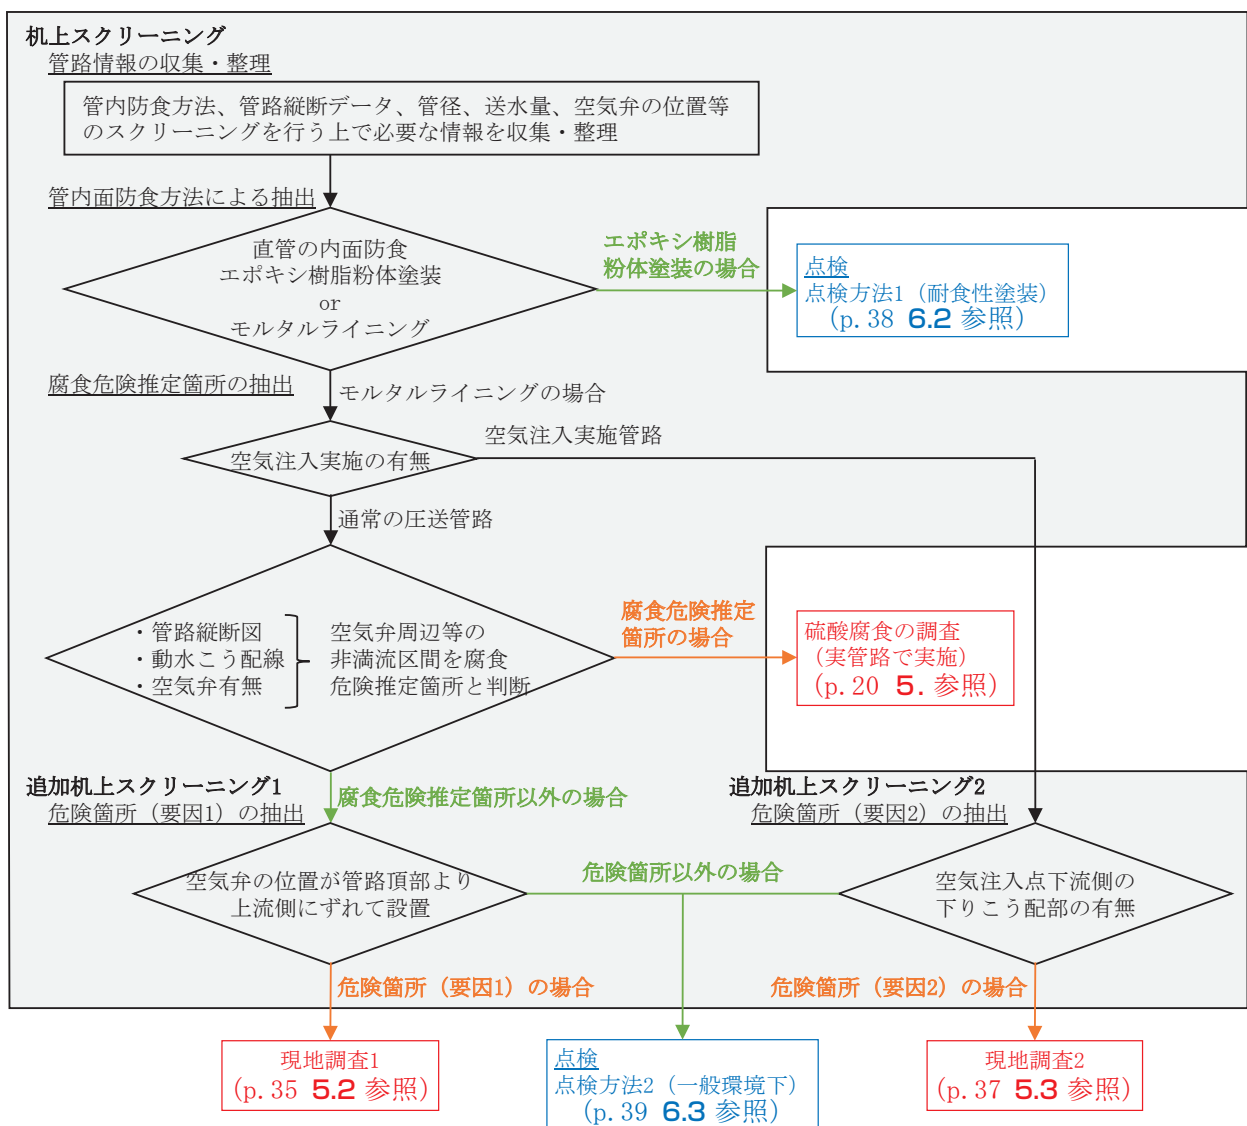 机上スクリーニング
管路情報の収集・整理
管内防食方法、管路縦断データ、管径、送水量、空気弁の位置等
のスクリーニングを行う上で必要な情報を収集・整理
管内面防食方法による抽出
直管の内面防食
エポキシ樹脂粉体塗装
or
モルタルライニング
エポキシ樹脂
粉体塗装の場合
点検
点検方法1（耐食性塗装）
（p.38 6.2 参照）
腐食危険推定箇所の抽出
モルタルライニングの場合
空気注入実施の有無
空気注入実施管路
通常の圧送管路
・管路縦断図
・動水こう配線
・空気弁有無
空気弁周辺等の
非満流区間を腐食
危険推定箇所と判断
腐食危険推定
箇所の場合
硫酸腐食の調査
（実管路で実施）
（p.20 5. 参照）
追加机上スクリーニング1
危険箇所（要因1）の抽出
腐食危険推定箇所以外の場合
追加机上スクリーニング2
危険箇所（要因2）の抽出
空気弁の位置が管路頂部より
上流側にずれて設置
危険箇所以外の場合
空気注入点下流側の
下りこう配部の有無
危険箇所（要因1）の場合
危険箇所（要因2）の場合
現地調査1
（p.35 5.2 参照）
点検
点検方法2（一般環境下）
（p.39 6.3 参照）
現地調査2
（p.37 5.3 参照）